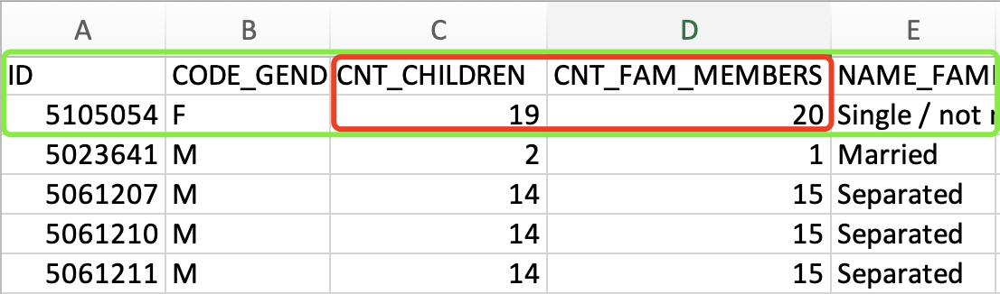 A B C D E
ID CODE_GEND CNT_CHILDREN CNT_FAM_MEMBERS NAME_FAMI
5105054 F 19 20 Single / not
5023641 M 2 1 Married
5061207 M 14 15 Separated
5061210 M 14 15 Separated
5061211 M 14 15 Separated